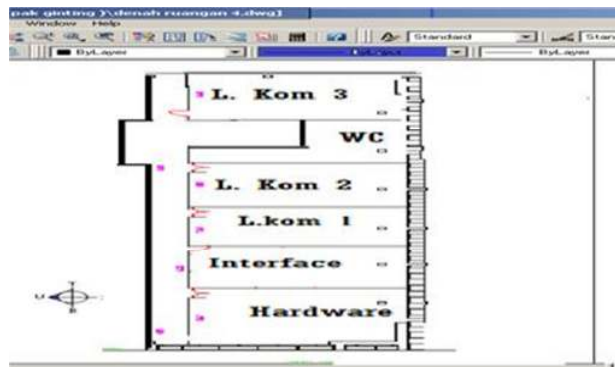 pak ginting }\denah ruangan 4.dwg]
Window Help
Standard
ByLayer ByLayer
L. Kom 3
WC
L. Kom 2
L.kom 1
Interface
Hardware
U